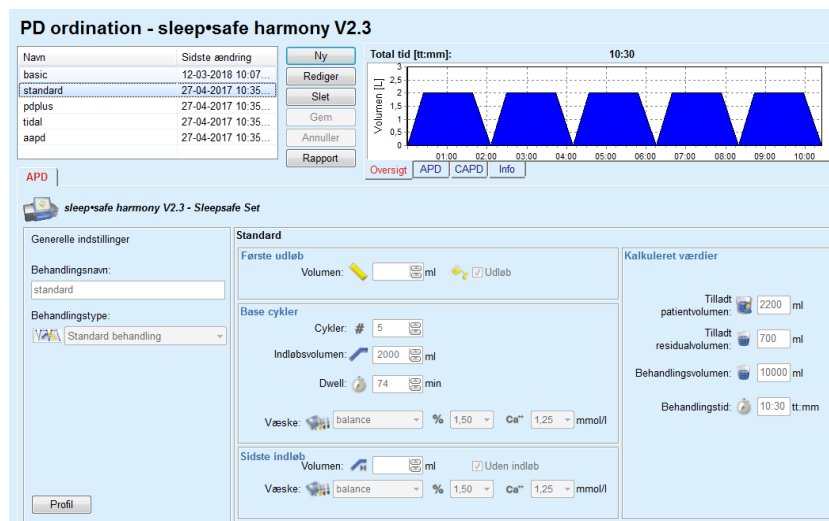 PD ordination - sleep•safe harmony V2.3
Navn Sidste ændring
basic 12-03-2018 10:07...
standard 27-04-2017 10:35...
pdplus 27-04-2017 10:35...
tidal 27-04-2017 10:35...
aapd 27-04-2017 10:35...
Ny
Rediger
Slet
Gem
Annuller
Rapport
Total tid [tt:mm]: 10:30
Volumen [L]
3
2,5
2
1,5
1
0,5
0
01:00 02:00 03:00 04:00 05:00 06:00 07:00 08:00 09:00 10:00
Oversigt APD CAPD Info
APD
sleep•safe harmony V2.3 - Sleepsafe Set
Generelle indstillinger
Behandlingsnavn:
standard
Behandlingstype:
Standard behandling
Profil
Standard
Første udløb
Volumen: ml Udløb
Base cykler
Cykler: # 5
Indløbsvolumen: 2000 ml
Dwell: 74 min
Væske: balance % 1,50 Ca⁺⁺ 1,25 mmol/l
Sidste indløb
Volumen: ml Uden indløb
Væske: balance % 1,50 Ca⁺⁺ 1,25 mmol/l
Kalkuleret værdier
Tilladt
patientvolumen: 2200 ml
Tilladt
residualvolumen: 700 ml
Behandlingsvolumen: 10000 ml
Behandlingstid: 10:30 tt:mm